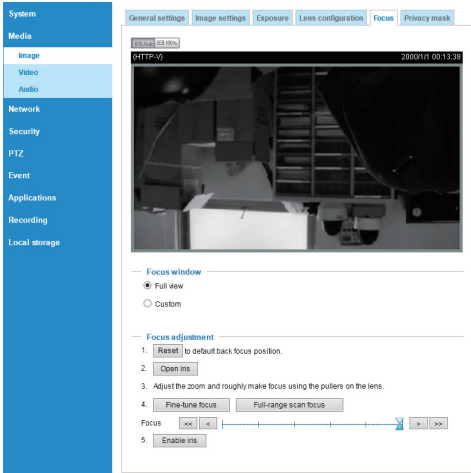 System
Media
Image
Video
Audio
Network
Security
PTZ
Event
Applications
Recording
Local storage
General settings Image settings Exposure Lens configuration Focus Privacy mask
Auto 100%
(HTTP-V) 2000/1/1 00:13:38
Focus window
Full view
Custom
Focus adjustment
1. Reset to default back focus position.
2. Open iris
3. Adjust the zoom and roughly make focus using the pullers on the lens.
4. Fine-tune focus Full-range scan focus
Focus << < > >>
5. Enable iris